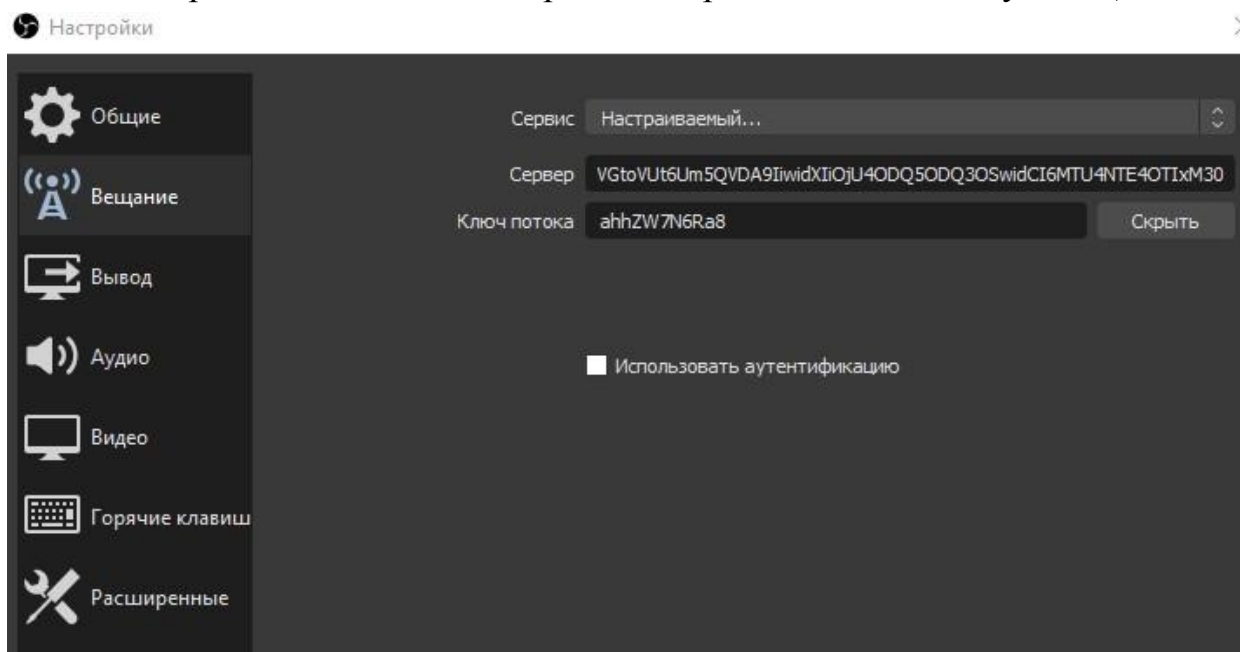 Настройки
Общие
Сервис Настраиваемый...
Сервер VGtoVUt6Um5QVDA9IiwidXIiOjU4ODQ5ODQ3OSwidCI6MTU4NTE4OTIxM30
Вещание
Ключ потока ahhZW7N6Ra8 Скрыть
Вывод
Аудио
Использовать аутентификацию
Видео
Горячие клавиш
Расширенные